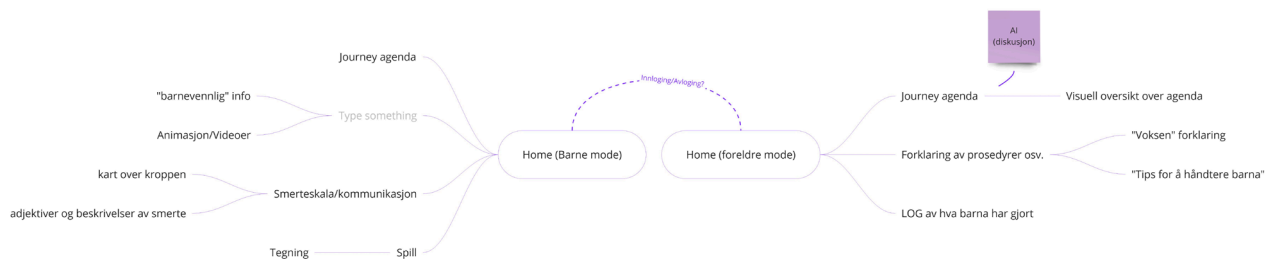 AI
(diskusjon)
Journey agenda
Innloging/Avloging?
"barnevennlig" info
Type something
Animasjon/Videoer
Home (Barne mode)
kart over kroppen
Smerteskala/kommunikasjon
adjektiver og beskrivelser av smerte
Tegning
Spill
Home (foreldre mode)
Journey agenda
Visuell oversikt over agenda
Forklaring av prosedyrer osv.
"Voksen" forklaring
"Tips for å håndtere barna"
LOG av hva barna har gjort